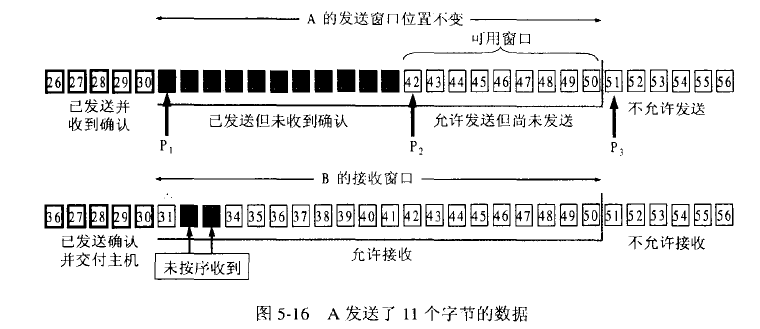 A 的发送窗口位置不变
可用窗口
26 27 28 29 30 42 43 44 45 46 47 48 49 50 51 52 53 54 55 56
已发送并
收到确认
已发送但未收到确认
允许发送但尚未发送
不允许发送
P1 P2 P3
B 的接收窗口
36 27 28 29 30 31 34 35 36 37 38 39 40 41 42 43 44 45 46 47 48 49 50 51 52 53 54 55 56
已发送确认
并交付主机
未按序收到
允许接收
不允许接收
图 5-16 A 发送了 11 个字节的数据